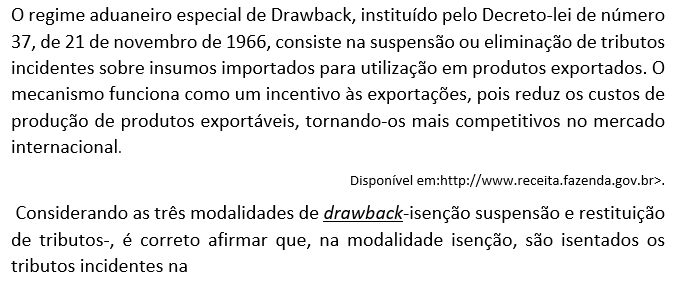 O regime aduaneiro especial de Drawback, instituído pelo Decreto-lei de número
37, de 21 de novembro de 1966, consiste na suspensão ou eliminação de tributos
incidentes sobre insumos importados para utilização em produtos exportados. O
mecanismo funciona como um incentivo às exportações, pois reduz os custos de
produção de produtos exportáveis, tornando-os mais competitivos no mercado
internacional.
Disponível em:http://www.receita.fazenda.gov.br>.
Considerando as três modalidades de drawback-isenção suspensão e restituição
de tributos-, é correto afirmar que, na modalidade isenção, são isentados os
tributos incidentes na